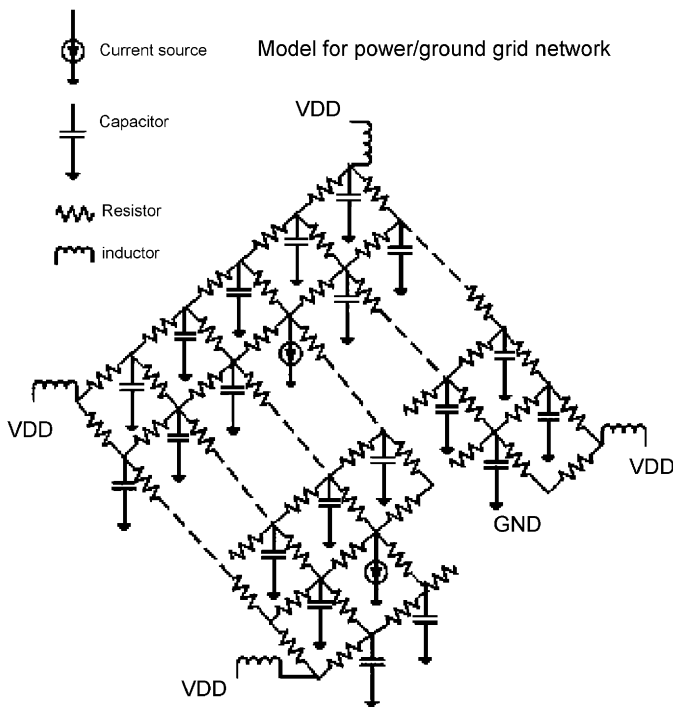 Current source
Model for power/ground grid network
Capacitor
VDD
Resistor
inductor
VDD
VDD
GND
VDD